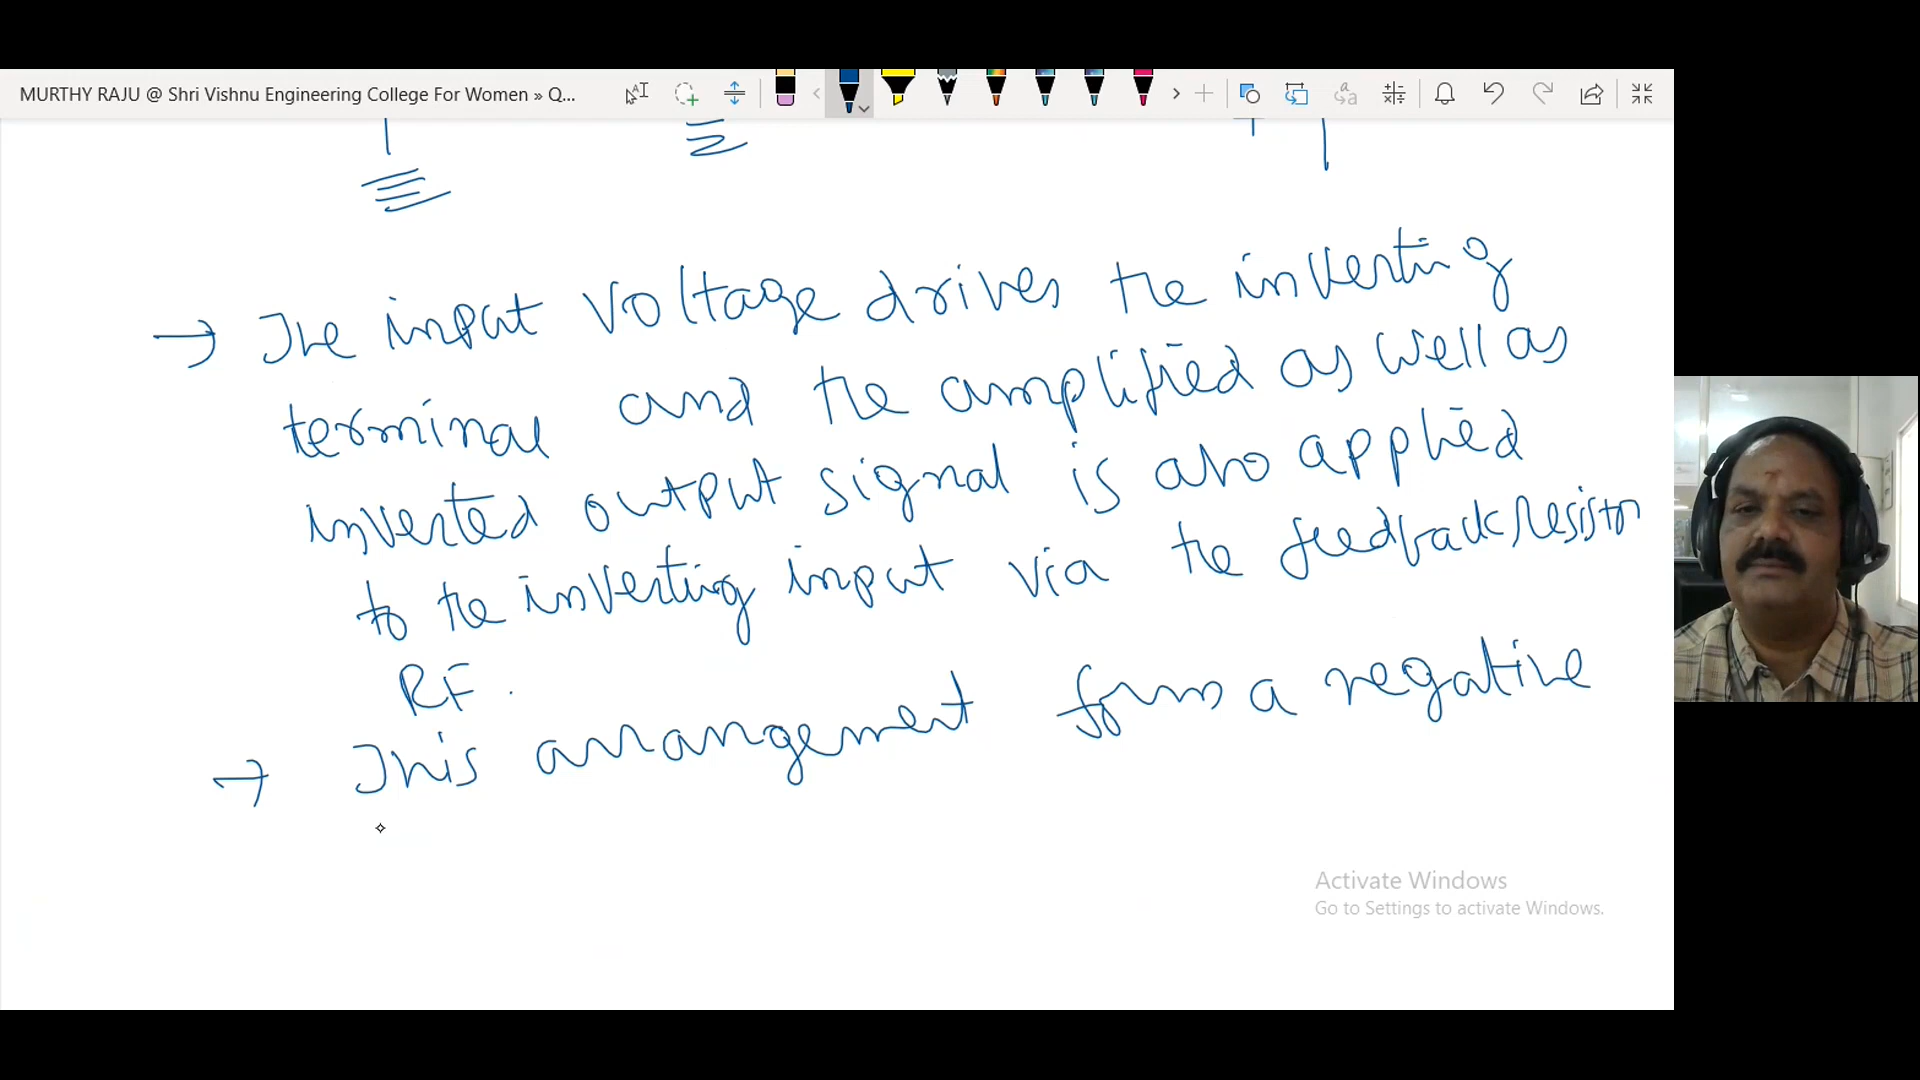 MURTHY RAJU @ Shri Vishnu Engineering College For Women » Q...
→ The input voltage drives the inverting
terminal and the amplified as well as
inverted output signal is also applied
to the inverting input via the feedback resistor
RF.
→ This arrangement forms a negative
Activate Windows
Go to Settings to activate Windows.